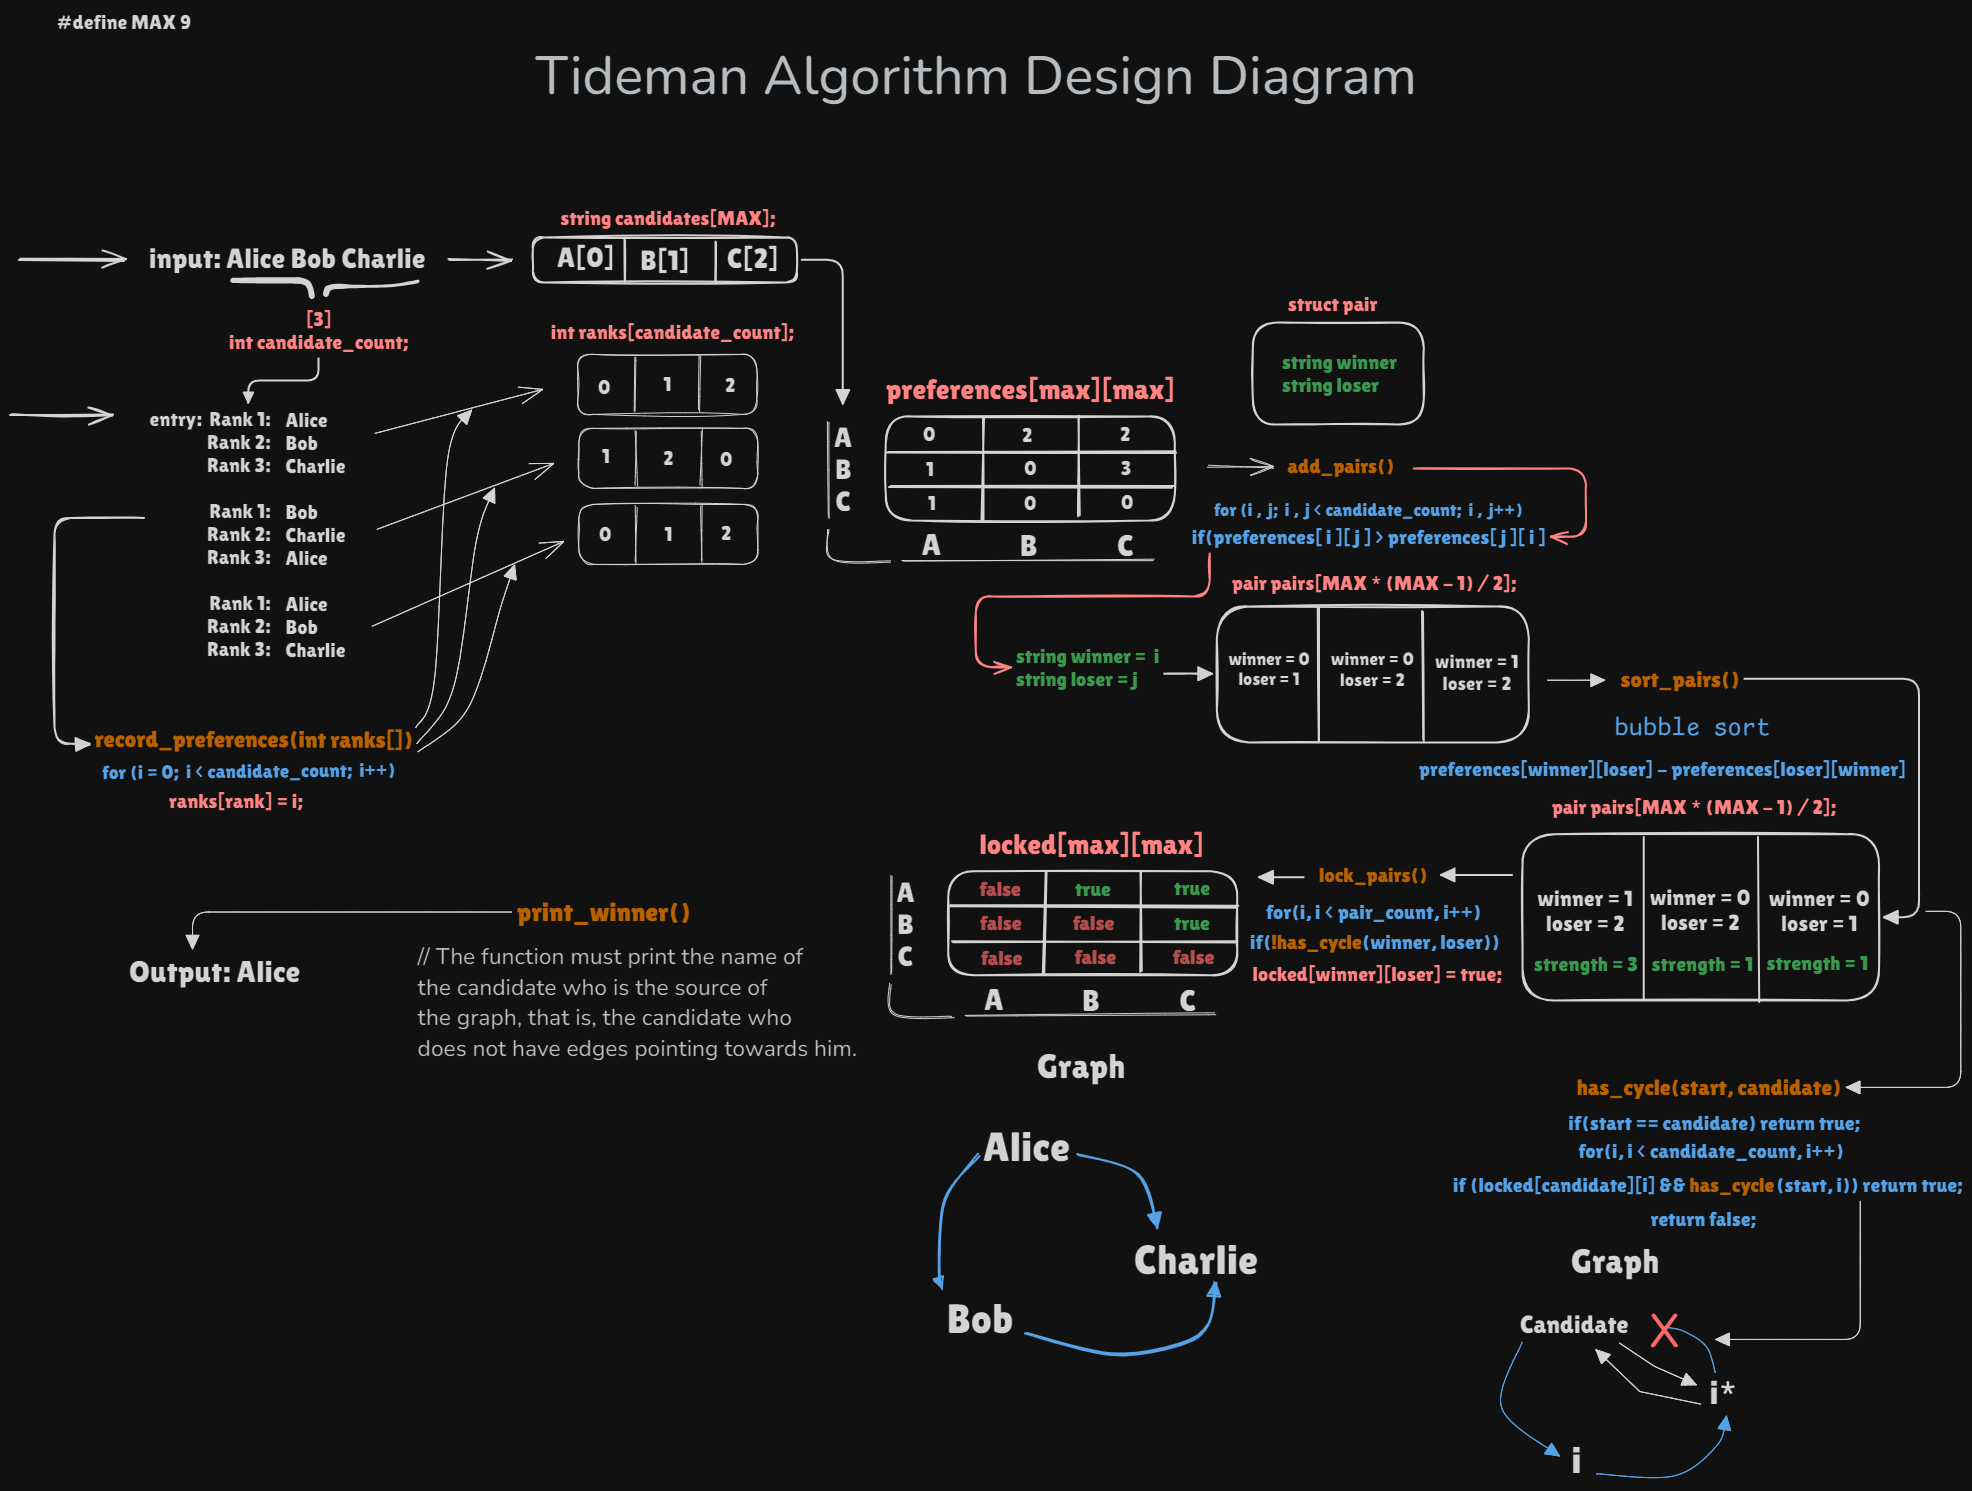 #define MAX 9
Tideman Algorithm Design Diagram
input: Alice Bob Charlie
[3]
int candidate_count;
string candidates[MAX];
A[0] B[1] C[2]
entry: Rank 1: Alice
Rank 2: Bob
Rank 3: Charlie
Rank 1: Bob
Rank 2: Charlie
Rank 3: Alice
Rank 1: Alice
Rank 2: Bob
Rank 3: Charlie
int ranks[candidate_count];
0 1 2
1 2 0
0 1 2
record_preferences(int ranks[])
for (i = 0; i < candidate_count; i++)
ranks[rank] = i;
preferences[max][max]
A 0 2 2
B 1 0 3
C 1 0 0
A B C
struct pair
string winner
string loser
add_pairs()
for (i , j; i , j < candidate_count; i , j++)
if(preferences[i][j] > preferences[j][i]
pair pairs[MAX * (MAX - 1) / 2];
string winner = i
string loser = j
winner = 0 winner = 0 winner = 1
loser = 1 loser = 2 loser = 2
sort_pairs()
bubble sort
preferences[winner][loser] - preferences[loser][winner]
pair pairs[MAX * (MAX - 1) / 2];
winner = 1 winner = 0 winner = 0
loser = 2 loser = 2 loser = 1
strength = 3 strength = 1 strength = 1
lock_pairs()
for(i, i < pair_count, i++)
if(!has_cycle(winner, loser))
locked[winner][loser] = true;
locked[max][max]
A false true true
B false false true
C false false false
A B C
print_winner()
// The function must print the name of
the candidate who is the source of
the graph, that is, the candidate who
does not have edges pointing towards him.
Output: Alice
Graph
Alice
Charlie
Bob
has_cycle(start, candidate)
if(start == candidate) return true;
for(i, i < candidate_count, i++)
if (locked[candidate][i] && has_cycle(start, i)) return true;
return false;
Graph
Candidate X
i*
i